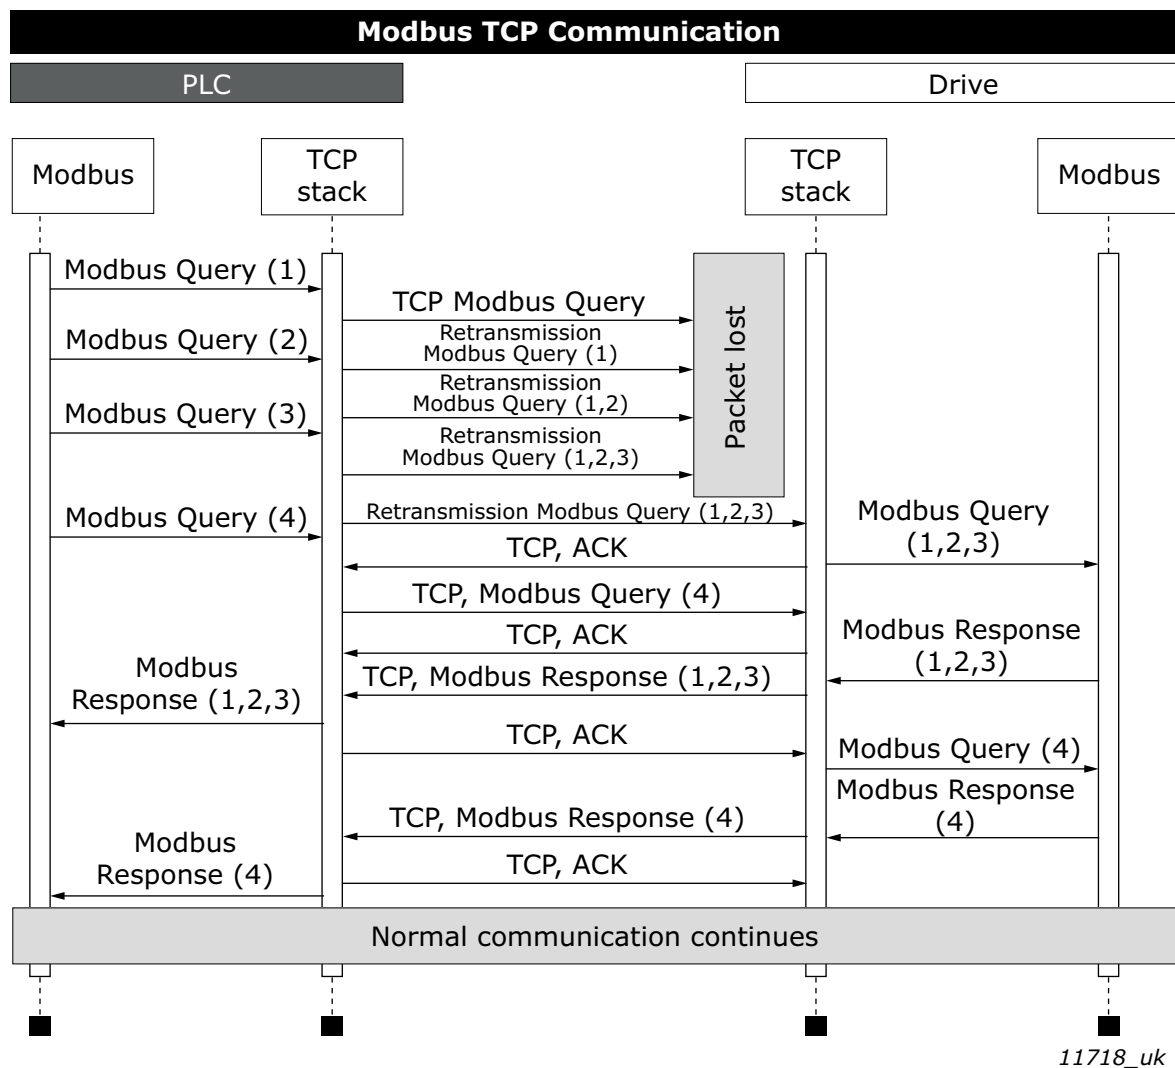 Modbus TCP Communication
PLC
Drive
Modbus
TCP
stack
TCP
stack
Modbus
Modbus Query (1)
TCP Modbus Query
Modbus Query (2)
Retransmission
Modbus Query (1)
Retransmission
Modbus Query (1,2)
Modbus Query (3)
Retransmission
Modbus Query (1,2,3)
Packet lost
Modbus Query (4)
Retransmission Modbus Query (1,2,3)
Modbus Query
(1,2,3)
TCP, ACK
TCP, Modbus Query (4)
TCP, ACK
Modbus Response
(1,2,3)
Modbus
Response (1,2,3)
TCP, Modbus Response (1,2,3)
TCP, ACK
Modbus Query (4)
Modbus Response
(4)
TCP, Modbus Response (4)
Modbus
Response (4)
TCP, ACK
Normal communication continues
11718_uk